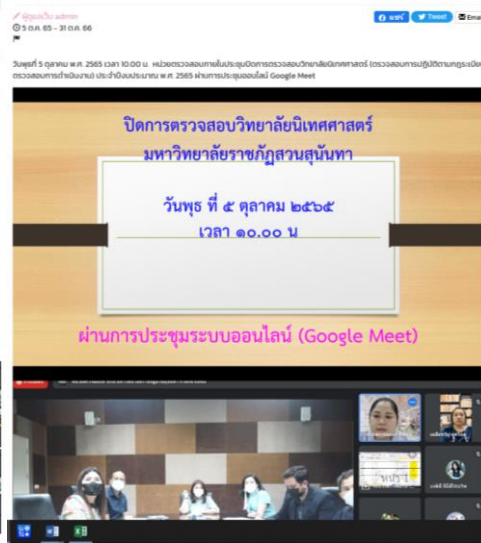 ผู้ดูแลเว็บ admin
5 ต.ค. 65 - 31 ต.ค. 66
แชร์ Tweet Emai
วันพุธที่ 5 ตุลาคม พ.ศ. 2565 เวลา 10.00 น. หน่วยตรวจสอบภายในประชุมปิดการตรวจสอบวิทยาลัยนิเทศศาสตร์ (ตรวจสอบการปฏิบัติตามกฎระเบีย
ตรวจสอบการดำเนินงาน) ประจำปีงบประมาณ พ.ศ. 2565 ผ่านการประชุมออนไลน์ Google Meet
ปิดการตรวจสอบวิทยาลัยนิเทศศาสตร์
มหาวิทยาลัยราชภัฏสวนสุนันทา
วันพุธ ที่ ๕ ตุลาคม ๒๕๖๕
เวลา ๑๐.๐๐ น
ผ่านการประชุมระบบออนไลน์ (Google Meet)
หน้า 1